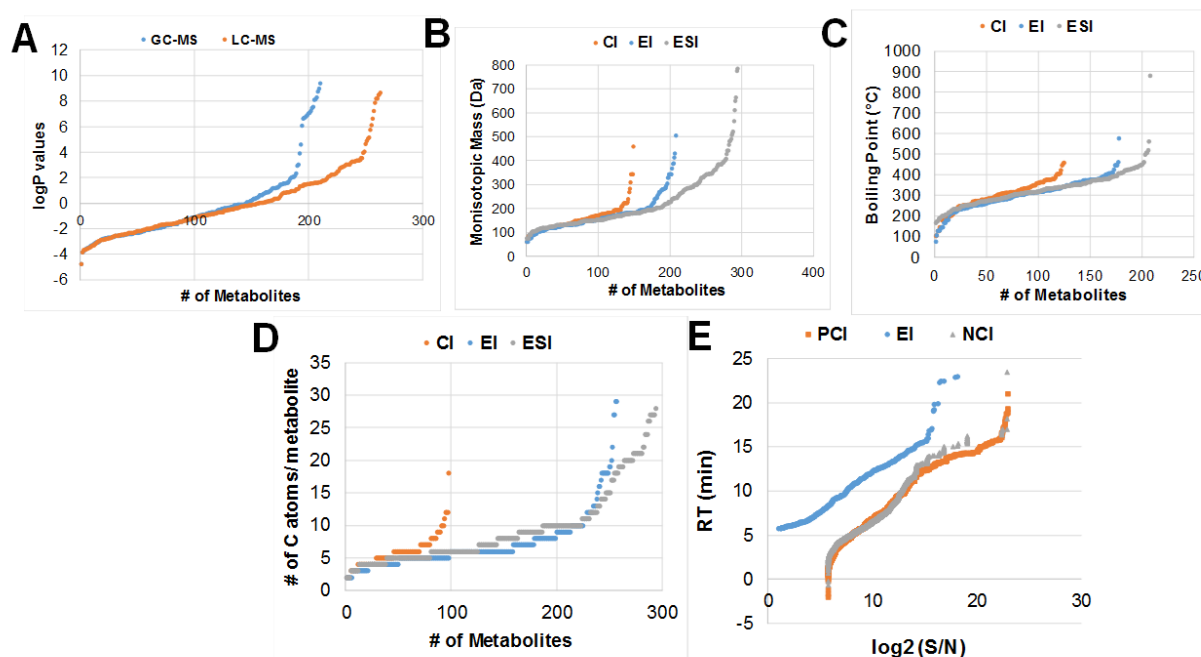 A
GC-MS LC-MS
12
10
8
6
4
2
0
-2
-4
-6
0 100 200 300
logP values
# of Metabolites
B
CI EI ESI
800
700
600
500
400
300
200
100
0
0 100 200 300 400
Monisotopic Mass (Da)
# of Metabolites
C
CI EI ESI
1000
900
800
700
600
500
400
300
200
100
0
0 50 100 150 200 250
Boiling Point (°C)
# of Metabolites
D
CI EI ESI
35
30
25
20
15
10
5
0
0 100 200 300
# of C atoms/metabolite
# of Metabolites
E
PCI EI NCI
25
20
15
10
5
0
-5
0 10 20 30
RT (min)
log2 (S/N)